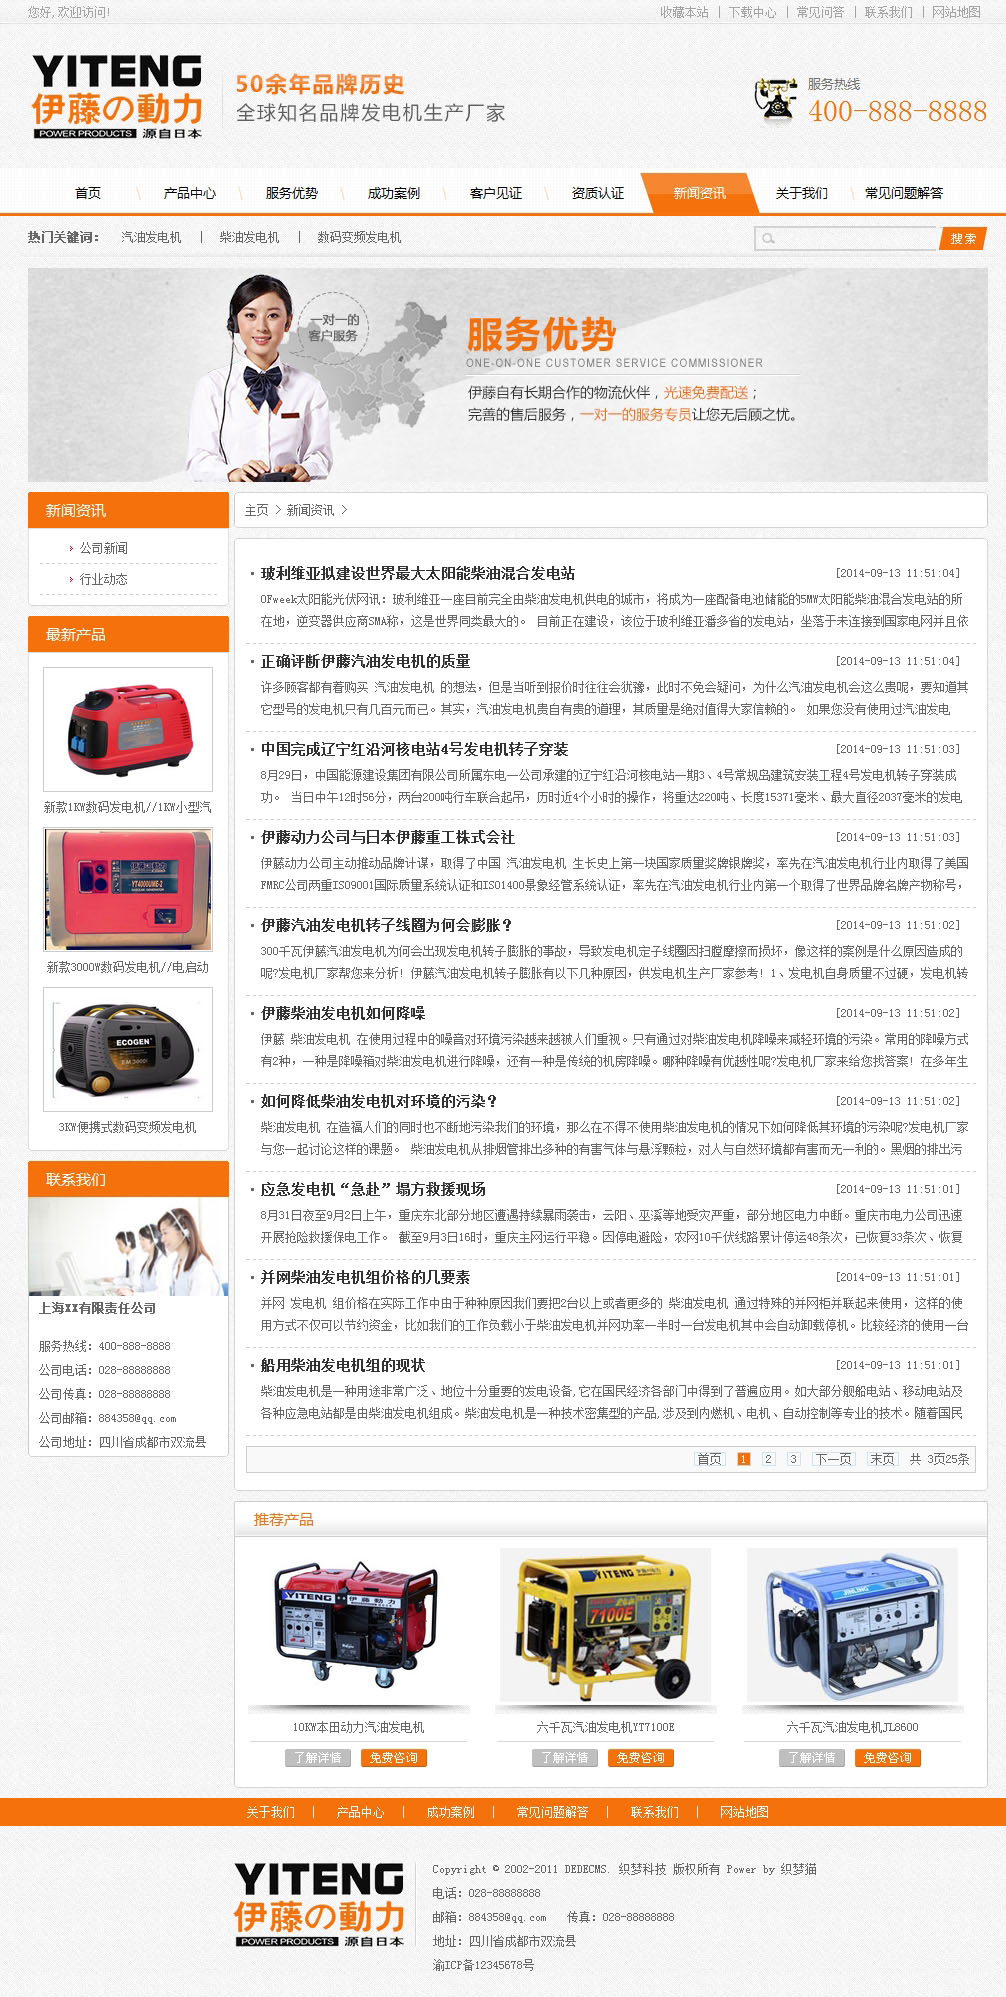 您好,欢迎访问!
收藏本站 | 下载中心 | 常见问答 | 联系我们 | 网站地图
YITENG
伊藤の動力
POWER PRODUCTS 源自日本
50余年品牌历史
全球知名品牌发电机生产厂家
服务热线
400-888-8888
首页 产品中心 服务优势 成功案例 客户见证 资质认证 新闻资讯 关于我们 常见问题解答
热门关键词: 汽油发电机 | 柴油发电机 | 数码变频发电机
搜索
一对一的
客户服务
服务优势
ONE-ON-ONE CUSTOMER SERVICE COMMISSIONER
伊藤自有长期合作的物流伙伴，光速免费配送；
完善的售后服务，一对一的服务专员让您无后顾之忧。
新闻资讯
公司新闻
行业动态
最新产品
新款1KW数码发电机//1KW小型汽
伊藤の動力
YT4000UME-2
新款3000W数码发电机//电启动
ECOGEN
3KW便携式数码变频发电机
联系我们
上海XX有限责任公司
服务热线: 400-888-8888
公司电话: 028-88888888
公司传真: 028-88888888
公司邮箱: 884358@qq.com
公司地址: 四川省成都市双流县
主页 > 新闻资讯 >
玻利维亚拟建设世界最大太阳能柴油混合发电站 [2014-09-13 11:51:04]
OFweek太阳能光伏网讯: 玻利维亚一座目前完全由柴油发电机供电的城市，将成为一座配备电池储能的5MW太阳能柴油混合发电站的所
在地，逆变器供应商SMA称，这是世界同类最大的。 目前正在建设，该位于玻利维亚潘多省的发电站，坐落于未连接到国家电网并且依
正确评断伊藤汽油发电机的质量 [2014-09-13 11:51:04]
许多顾客都有着购买 汽油发电机 的想法，但是当听到报价时往往会犹豫，此时不免会疑问，为什么汽油发电机会这么贵呢，要知道其
它型号的发电机只有几百元而已。其实，汽油发电机贵自有贵的道理，其质量是绝对值得大家信赖的。 如果您没有使用过汽油发电
中国完成辽宁红沿河核电站4号发电机转子穿装 [2014-09-13 11:51:03]
8月29日，中国能源建设集团有限公司所属东电一公司承建的辽宁红沿河核电站一期3、4号常规岛建筑安装工程4号发电机转子穿装成
功。 当日中午12时56分，两台200吨行车联合起吊，历时近4个小时的操作，将重达220吨、长度15371毫米、最大直径2037毫米的发电
伊藤动力公司与日本伊藤重工株式会社 [2014-09-13 11:51:03]
伊藤动力公司主动推动品牌计谋，取得了中国 汽油发电机 生长史上第一块国家质量奖牌银牌奖，率先在汽油发电机行业内取得了美国
FMRC公司两重ISO9001国际质量系统认证和ISO1400景象经管系统认证，率先在汽油发电机行业内第一个取得了世界品牌名牌产物称号，
伊藤汽油发电机转子线圈为何会膨胀？ [2014-09-13 11:51:02]
300千瓦伊藤汽油发电机为何会出现发电机转子膨胀的事故，导致发电机定子线圈因扫膛摩擦而损坏，像这样的案例是什么原因造成的
呢?发电机厂家帮您来分析! 伊藤汽油发电机转子膨胀有以下几种原因，供发电机生产厂家参考! 1、发电机自身质量不过硬，发电机转
伊藤柴油发电机如何降噪 [2014-09-13 11:51:02]
伊藤 柴油发电机 在使用过程中的噪音对环境污染越来越被人们重视。只有通过对柴油发电机降噪来减轻环境的污染。常用的降噪方式
有2种，一种是降噪箱对柴油发电机进行降噪，还有一种是传统的机房降噪。哪种降噪有优越性呢?发电机厂家来给您找答案! 在多年生
如何降低柴油发电机对环境的污染？ [2014-09-13 11:51:02]
柴油发电机 在造福人们的同时也不断地污染我们的环境，那么在不得不使用柴油发电机的情况下如何降低其环境的污染呢?发电机厂家
与您一起讨论这样的课题。 柴油发电机从排烟管排出多种的有害气体与悬浮颗粒，对人与自然环境都有害而无一利的。黑烟的排出污
应急发电机“急赴”塌方救援现场 [2014-09-13 11:51:01]
8月31日夜至9月2日上午，重庆东北部分地区遭遇持续暴雨袭击，云阳、巫溪等地受灾严重，部分地区电力中断。重庆市电力公司迅速
开展抢险救援保电工作。 截至9月3日16时，重庆主网运行平稳。因停电避险，农网10千伏线路累计停运48条次，已恢复33条次、恢复
并网柴油发电机组价格的几要素 [2014-09-13 11:51:01]
并网 发电机 组价格在实际工作中由于种种原因我们要把2台以上或者更多的 柴油发电机 通过特殊的并网柜并联起来使用，这样的使
用方式不仅可以节约资金，比如我们的工作负载小于柴油发电机并网功率一半时一台发电机其中会自动卸载停机。比较经济的使用一台
船用柴油发电机组的现状 [2014-09-13 11:51:01]
柴油发电机是一种用途非常广泛、地位十分重要的发电设备,它在国民经济各部门中得到了普遍应用。如大部分舰船电站、移动电站及
各种应急电站都是由柴油发电机组成。柴油发电机是一种技术密集型的产品,涉及到内燃机、电机、自动控制等专业的技术。随着国民
首页 1 2 3 下一页 末页 共 3页25条
推荐产品
YITENG 伊藤動力
YITENG
7100E
JINLING
10KW本田动力汽油发电机
六千瓦汽油发电机YT7100E
六千瓦汽油发电机JL8600
了解详情 免费咨询
了解详情 免费咨询
了解详情 免费咨询
关于我们 | 产品中心 | 成功案例 | 常见问题解答 | 联系我们 | 网站地图
YITENG
伊藤の動力
POWER PRODUCTS 源自日本
Copyright © 2002-2011 DEDECMS. 织梦科技 版权所有 Power by 织梦猫
电话: 028-88888888
邮箱: 884358@qq.com 传真: 028-88888888
地址: 四川省成都市双流县
渝ICP备12345678号